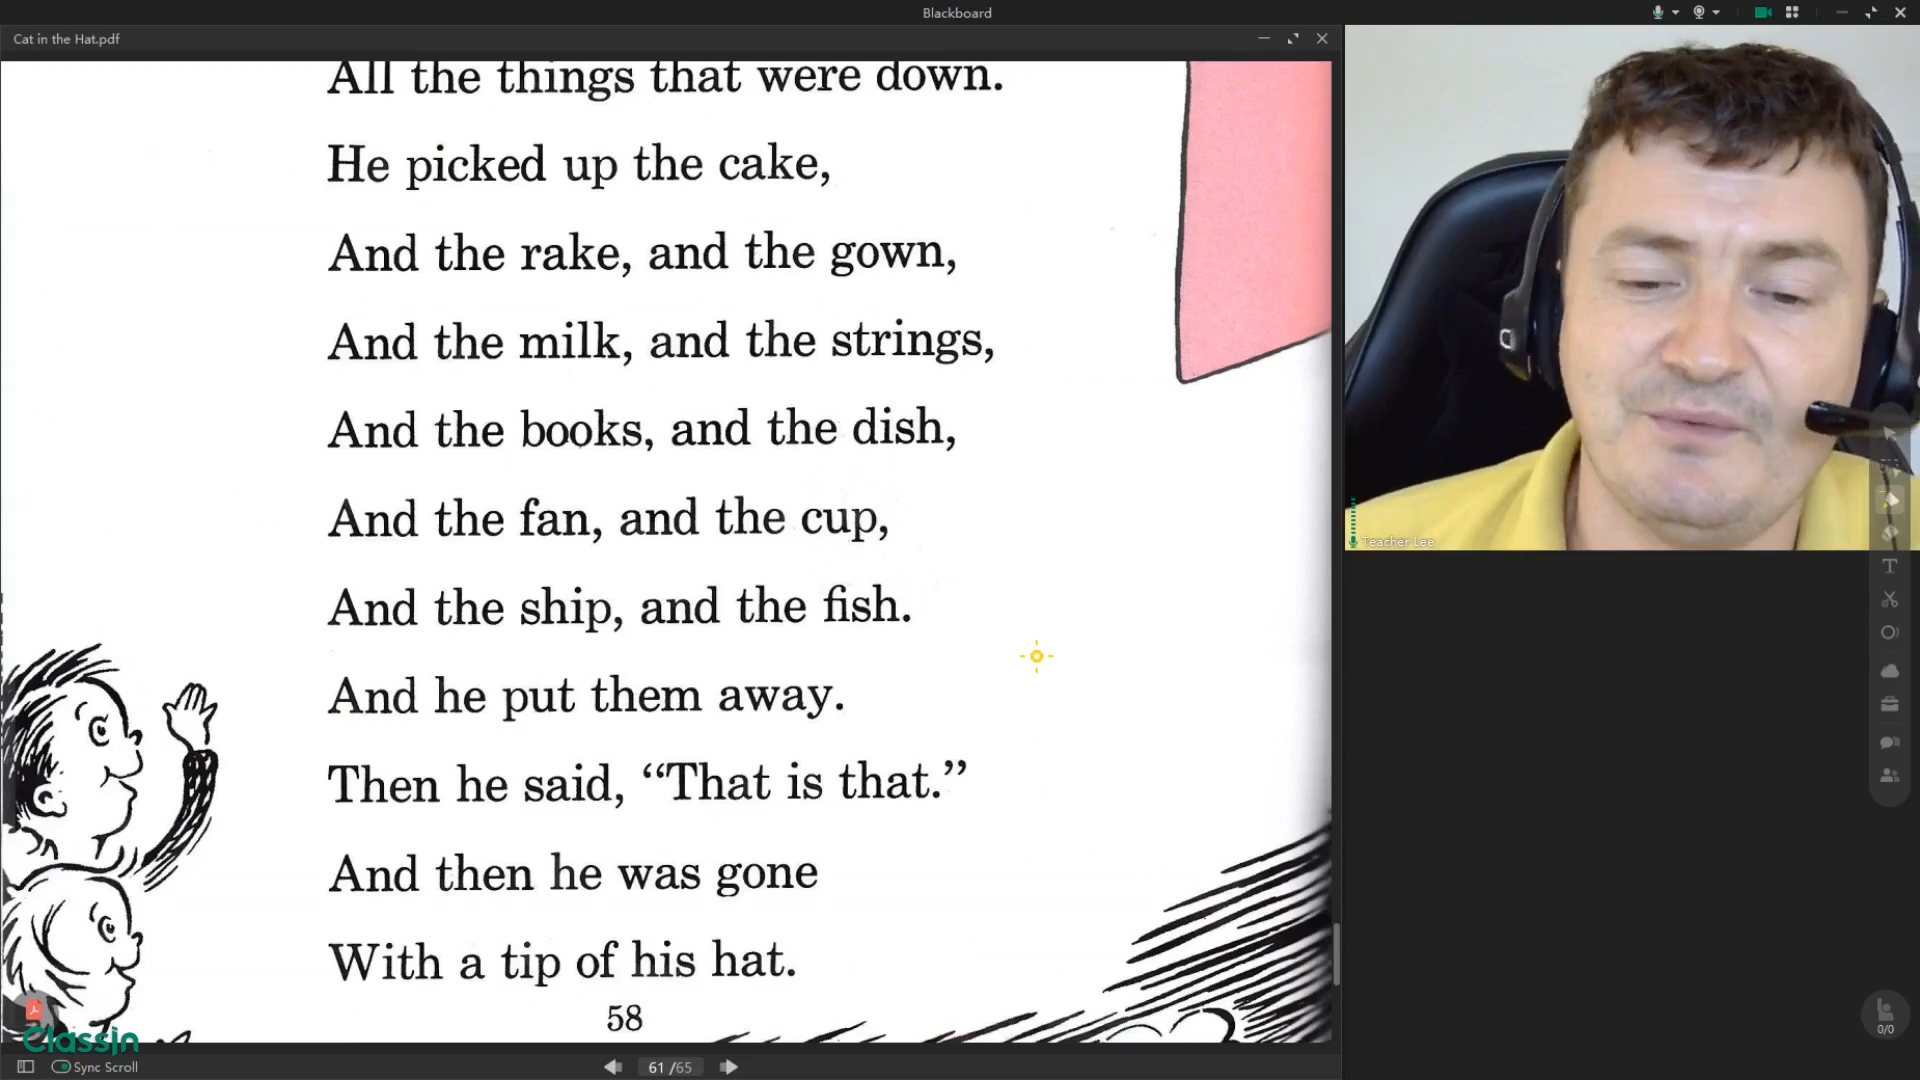 Blackboard
Cat in the Hat.pdf
All the things that were down.
He picked up the cake,
And the rake, and the gown,
And the milk, and the strings,
And the books, and the dish,
And the fan, and the cup,
And the ship, and the fish.
And he put them away.
Then he said, “That is that.”
And then he was gone
With a tip of his hat.
58
Teacher Lee
T
0/0
ClassIn
Sync Scroll
61 /65